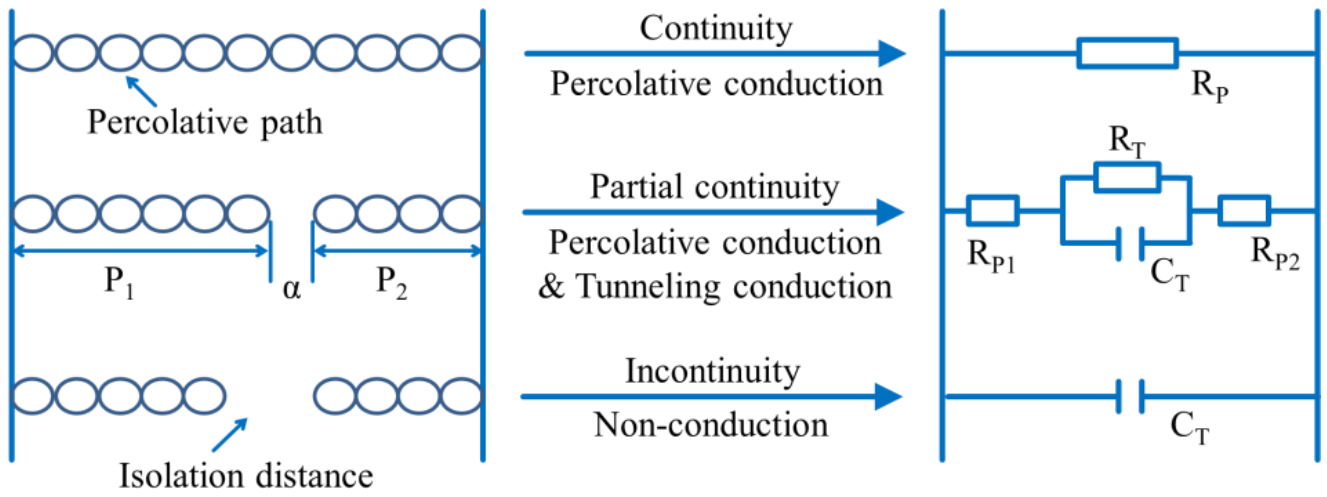 Continuity
Percolative conduction
Percolative path
R_P
R_T
Partial continuity
Percolative conduction
& Tunneling conduction
P_1
α
P_2
R_P1
C_T
R_P2
Incontinuity
Non-conduction
C_T
Isolation distance